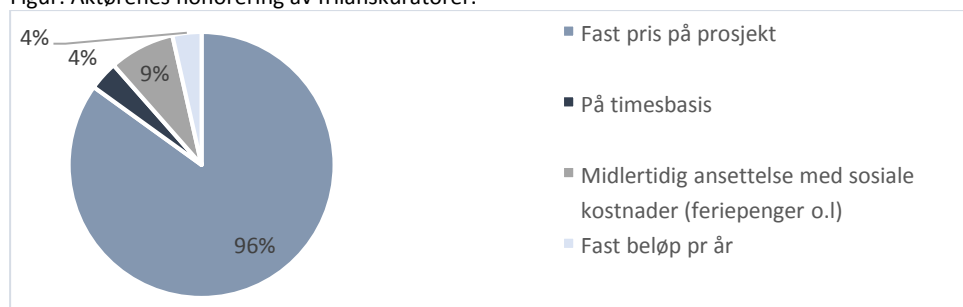 Figur: Aktørenes honorering av frilanskuratorer.
4%
4%
9%
96%
Fast pris på prosjekt
På timesbasis
Midlertidig ansettelse med sosiale
kostnader (feriepenger o.l)
Fast beløp pr år